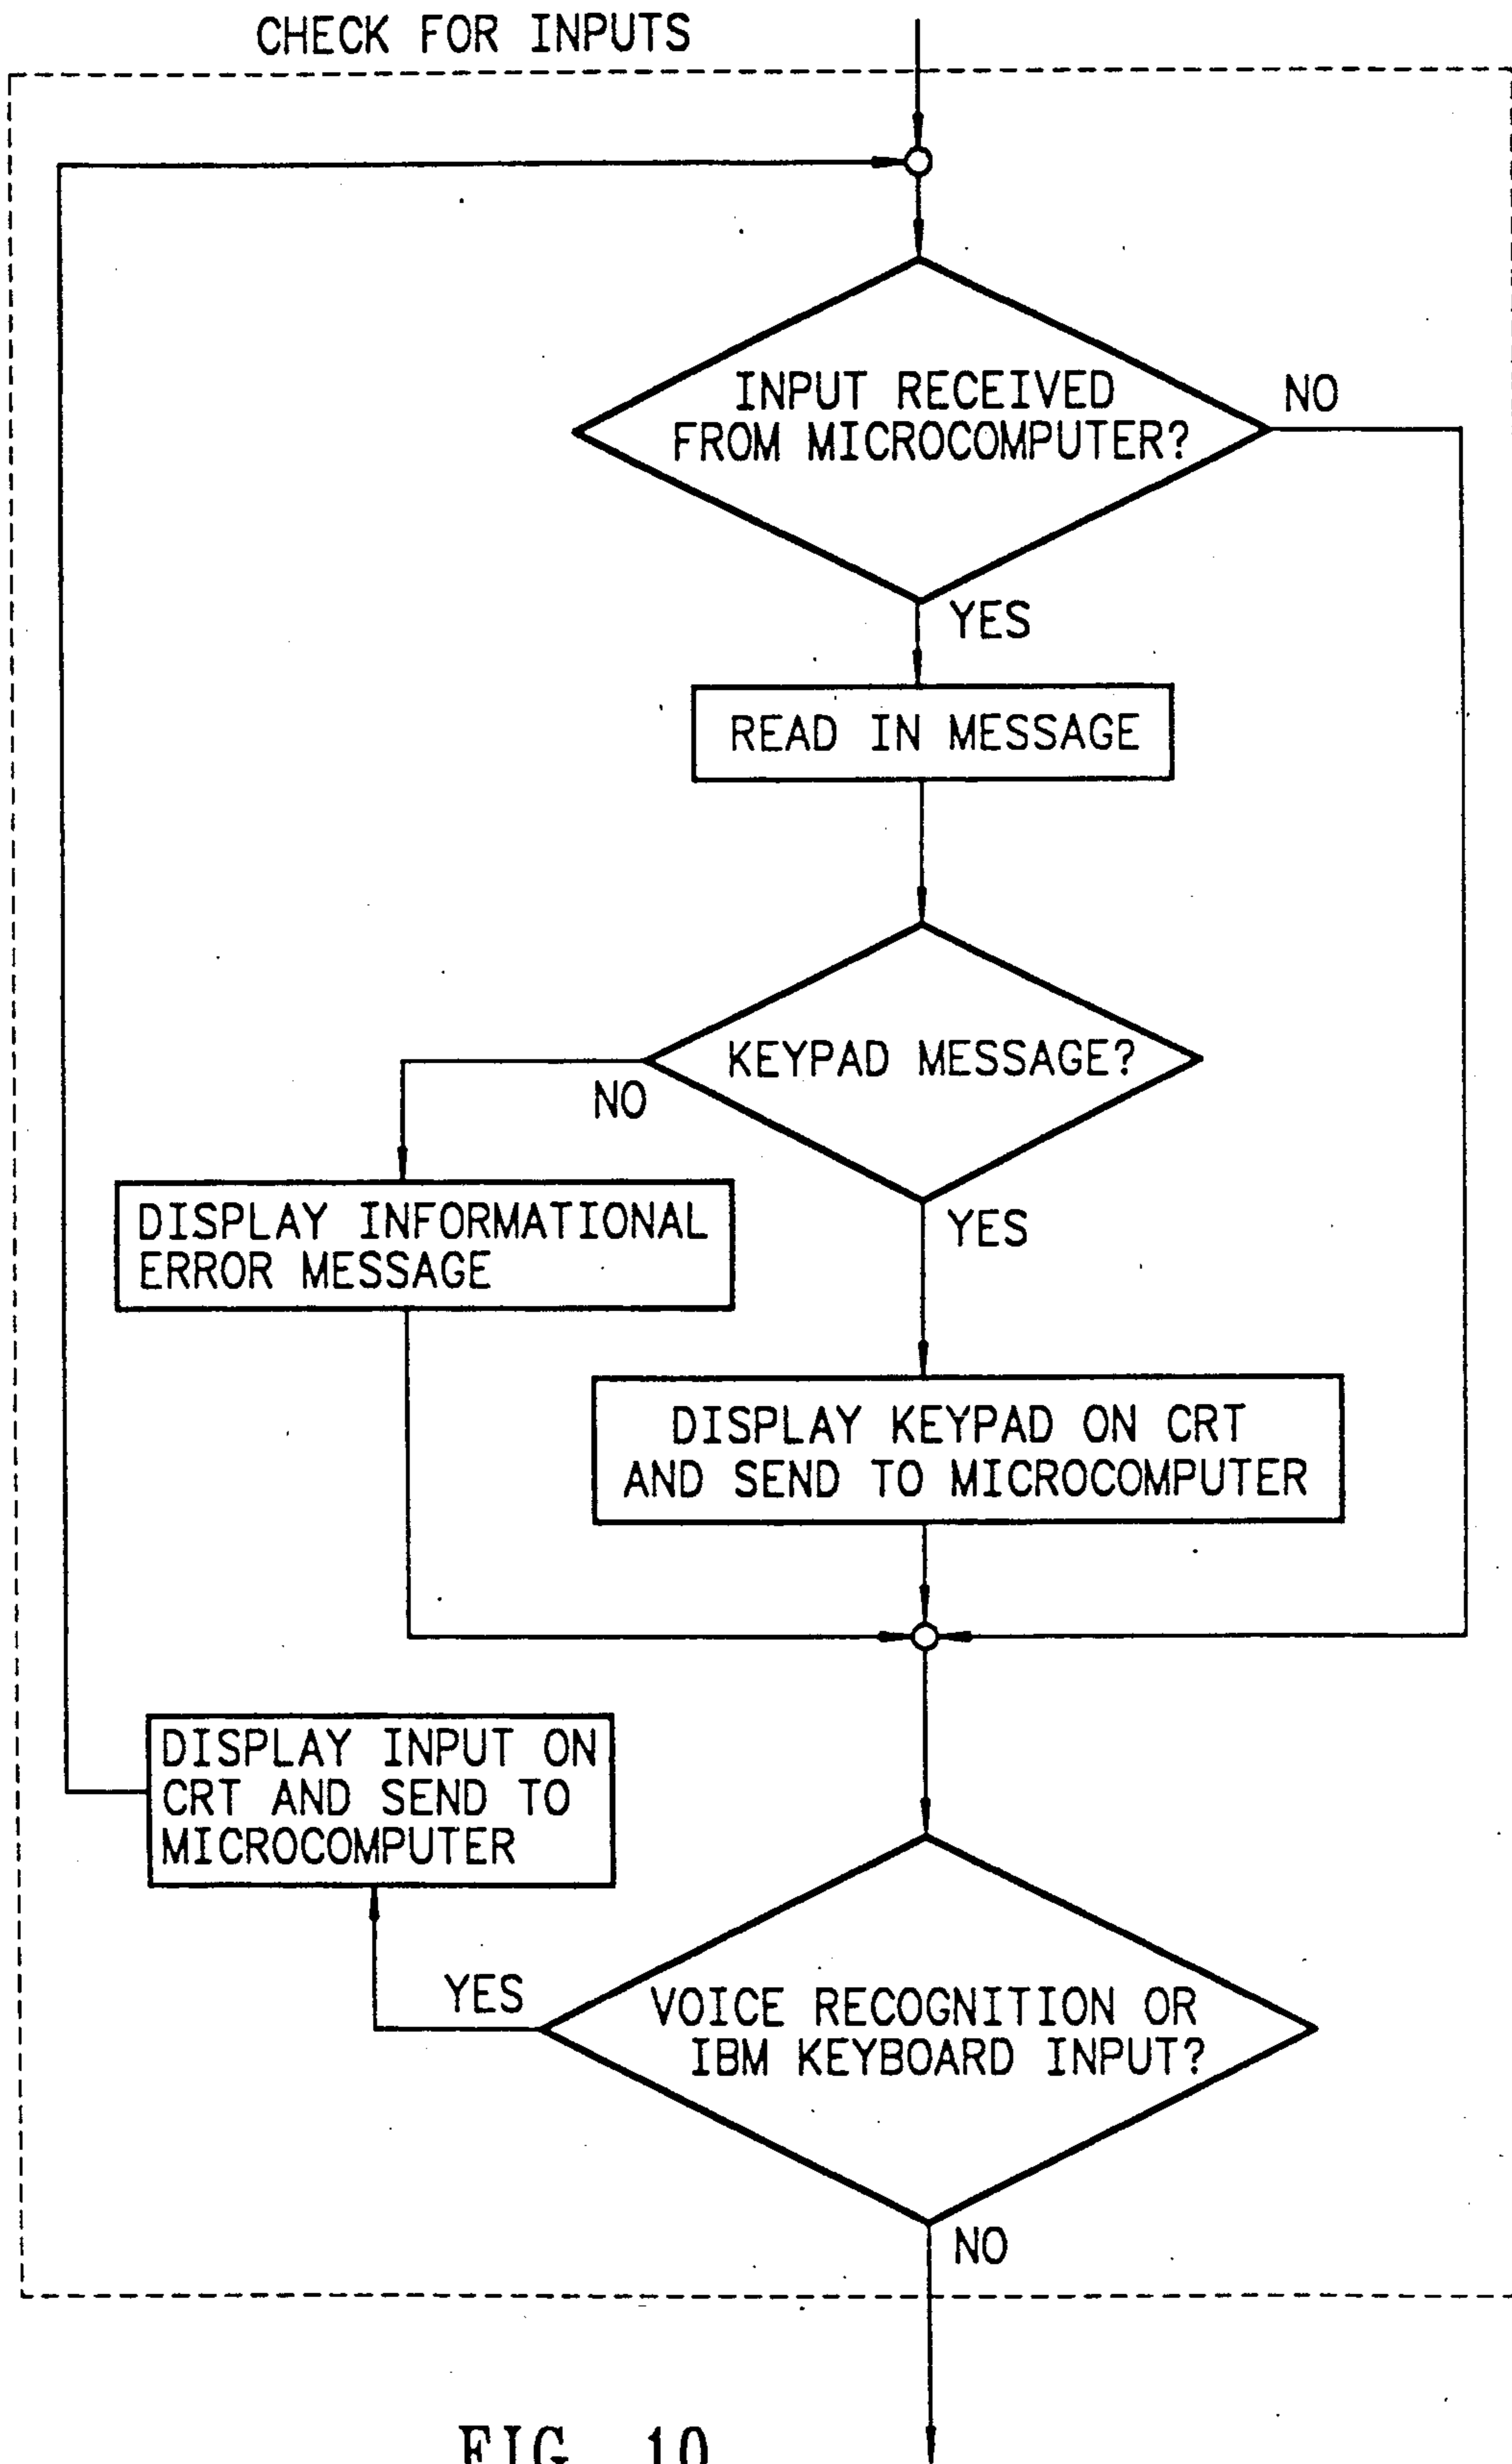 CHECK FOR INPUTS
INPUT RECEIVED
FROM MICROCOMPUTER?
NO
YES
READ IN MESSAGE
KEYPAD MESSAGE?
NO
YES
DISPLAY INFORMATIONAL
ERROR MESSAGE
DISPLAY KEYPAD ON CRT
AND SEND TO MICROCOMPUTER
DISPLAY INPUT ON
CRT AND SEND TO
MICROCOMPUTER
YES
VOICE RECOGNITION OR
IBM KEYBOARD INPUT?
NO
FIG. 10